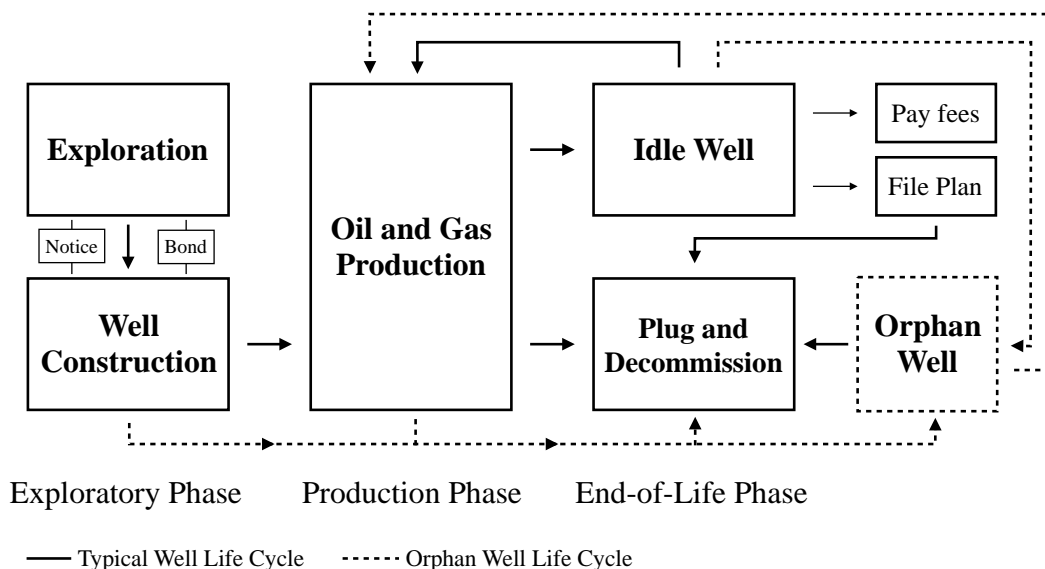 Exploration
Notice
Bond
Well
Construction
Oil and Gas
Production
Idle Well
Pay fees
File Plan
Plug and
Decommission
Orphan
Well
Exploratory Phase
Production Phase
End-of-Life Phase
Typical Well Life Cycle
Orphan Well Life Cycle